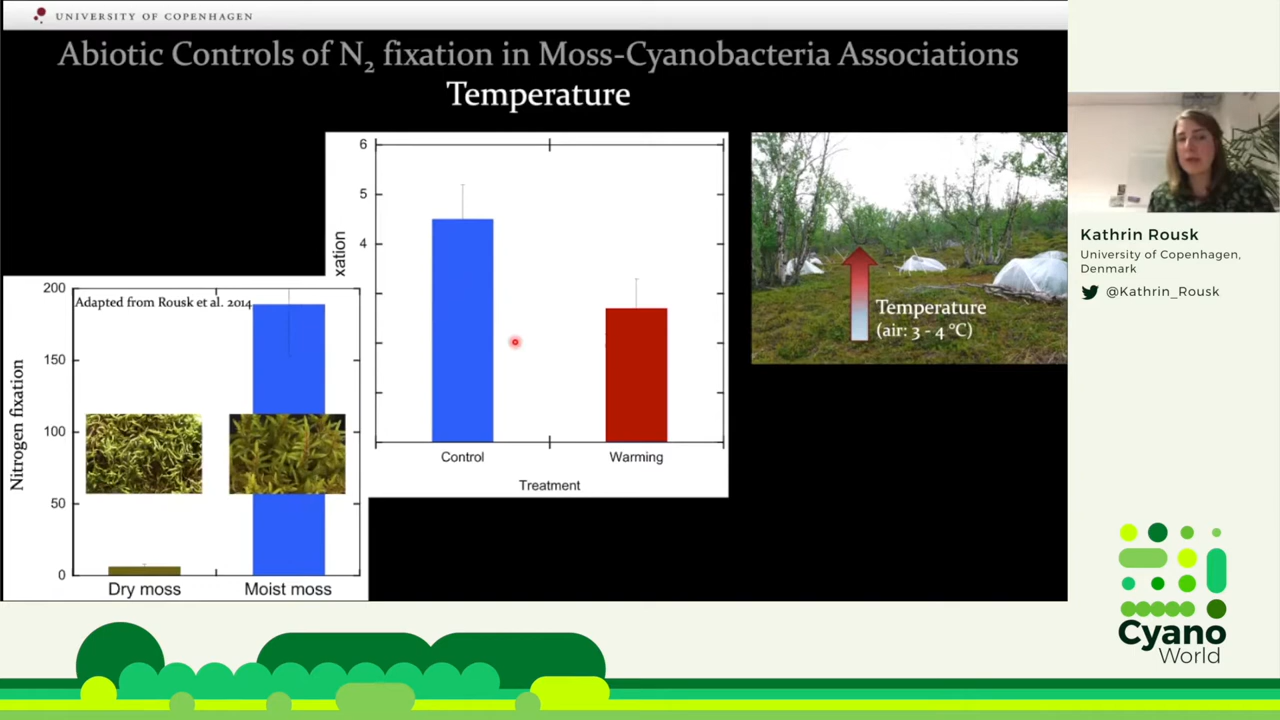 UNIVERSITY OF COPENHAGEN
Abiotic Controls of N₂ fixation in Moss-Cyanobacteria Associations
Temperature
6
5
4
xation
Control
Warming
Treatment
200
150
100
50
0
Adapted from Rousk et al. 2014
Nitrogen fixation
Dry moss
Moist moss
Temperature
(air: 3 - 4 °C)
Kathrin Rousk
University of Copenhagen,
Denmark
@Kathrin_Rousk
Cyano
World